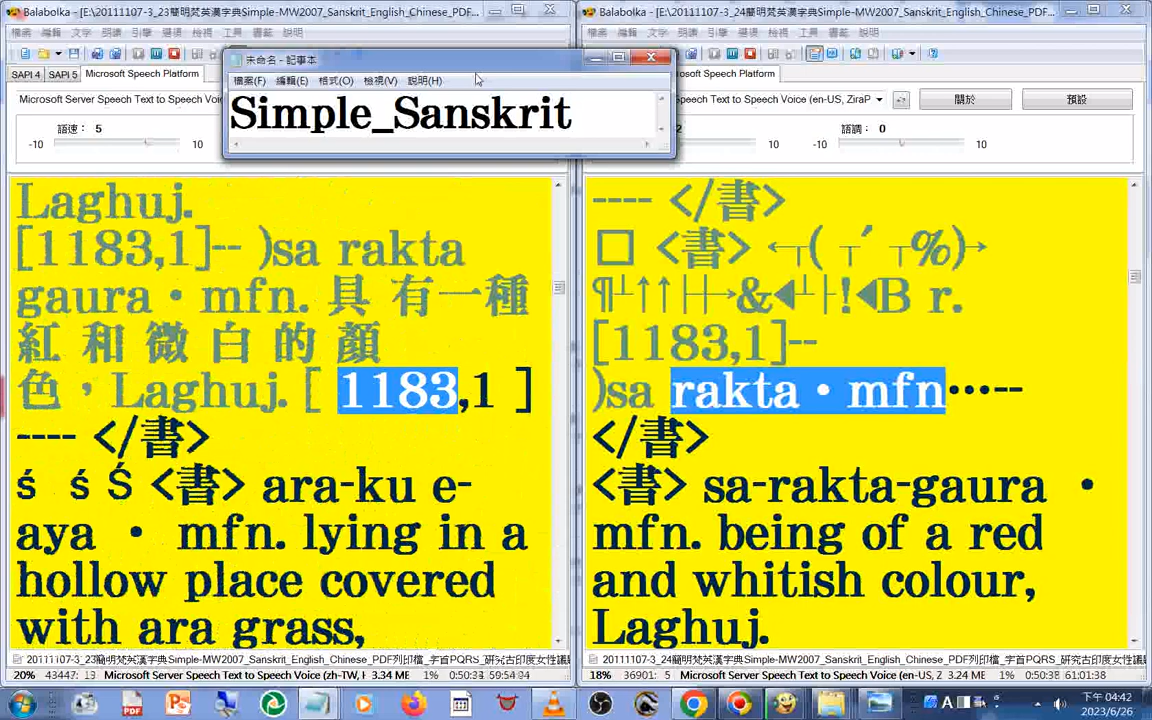 Balabolka - [E:\20111107-3_23簡明梵英漢字典Simple-MW2007_Sanskrit_English_Chinese_PDF...
Balabolka - [E:\20111107-3_24簡明梵英漢字典Simple-MW2007_Sanskrit_English_Chinese_PDF...
未命名 - 記事本
SAPI 4 SAPI 5 Microsoft Speech Platform
檔案(F) 編輯(E) 格式(O) 檢視(V) 說明(H)
Simple_Sanskrit
Microsoft Server Speech Text to Speech Voice
Speech Text to Speech Voice (en-US, ZiraP
關於
預設
語速： 5
-10 10
2
語調： 0
10 -10 10
Laghuj.
[1183,1]-- )sa rakta
gaura • mfn. 具 有一種
紅 和 微 白 的 顏
色，Laghuj. [ 1183,1 ]
---- </書>
ś ś Ś <書> ara-ku e-
aya • mfn. lying in a
hollow place covered
with ara grass,
---- </書>
□ <書> ←┬( ┬′ ┬%)→
¶┴↑↑├┼→&◄┴├!◄B r.
[1183,1]--
)sa rakta • mfn…--
</書>
<書> sa-rakta-gaura •
mfn. being of a red
and whitish colour,
Laghuj.
20111107-3_23簡明梵英漢字典Simple-MW2007_Sanskrit_English_Chinese_PDF列印檔_字首PQRS_研究古印度女性議題
20111107-3_24簡明梵英漢字典Simple-MW2007_Sanskrit_English_Chinese_PDF列印檔_字首PQRS_研究古印度女性議
20% 43447: 13 Microsoft Server Speech Text to Speech Voice (zh-TW, H 3.34 MB 1%
18% 36901: 5 Microsoft Server Speech Text to Speech Voice (en-US, Z 3.24 MB 1% 61:01:38
下午 04:42
2023/6/26